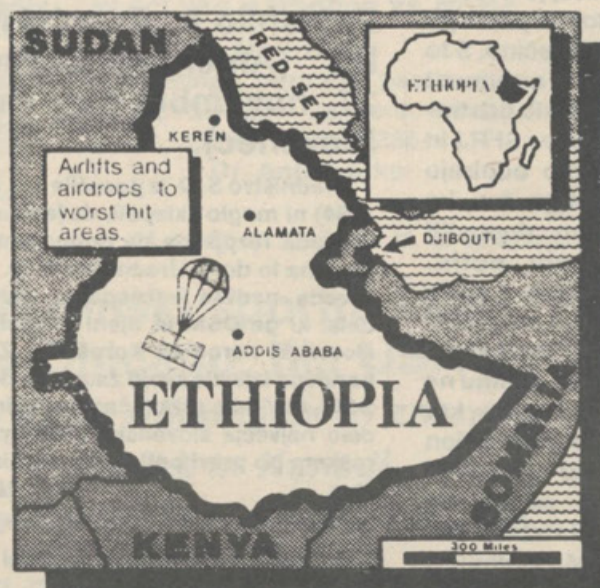 SUDAN
RED SEA
ETHIOPIA
KEREN
Airlifts and
airdrops to
worst hit
areas.
ALAMATA
DJIBOUTI
ADDIS ABABA
ETHIOPIA
SOMALIA
KENYA
300 Miles